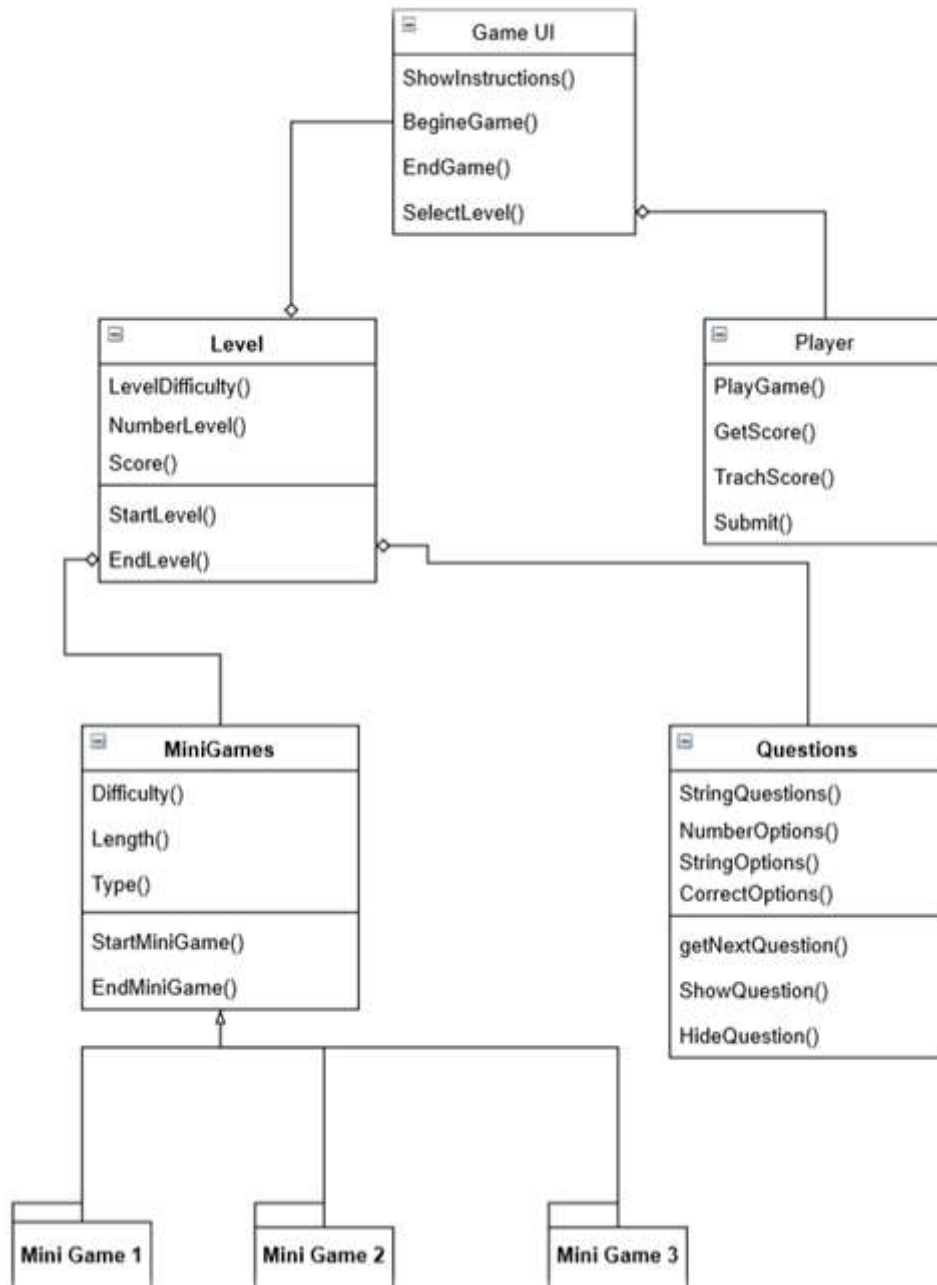 Game UI
ShowInstructions()
BegineGame()
EndGame()
SelectLevel()
Level
LevelDifficulty()
NumberLevel()
Score()
StartLevel()
EndLevel()
Player
PlayGame()
GetScore()
TrachScore()
Submit()
MiniGames
Difficulty()
Length()
Type()
StartMiniGame()
EndMiniGame()
Questions
StringQuestions()
NumberOptions()
StringOptions()
CorrectOptions()
getNextQuestion()
ShowQuestion()
HideQuestion()
Mini Game 1
Mini Game 2
Mini Game 3